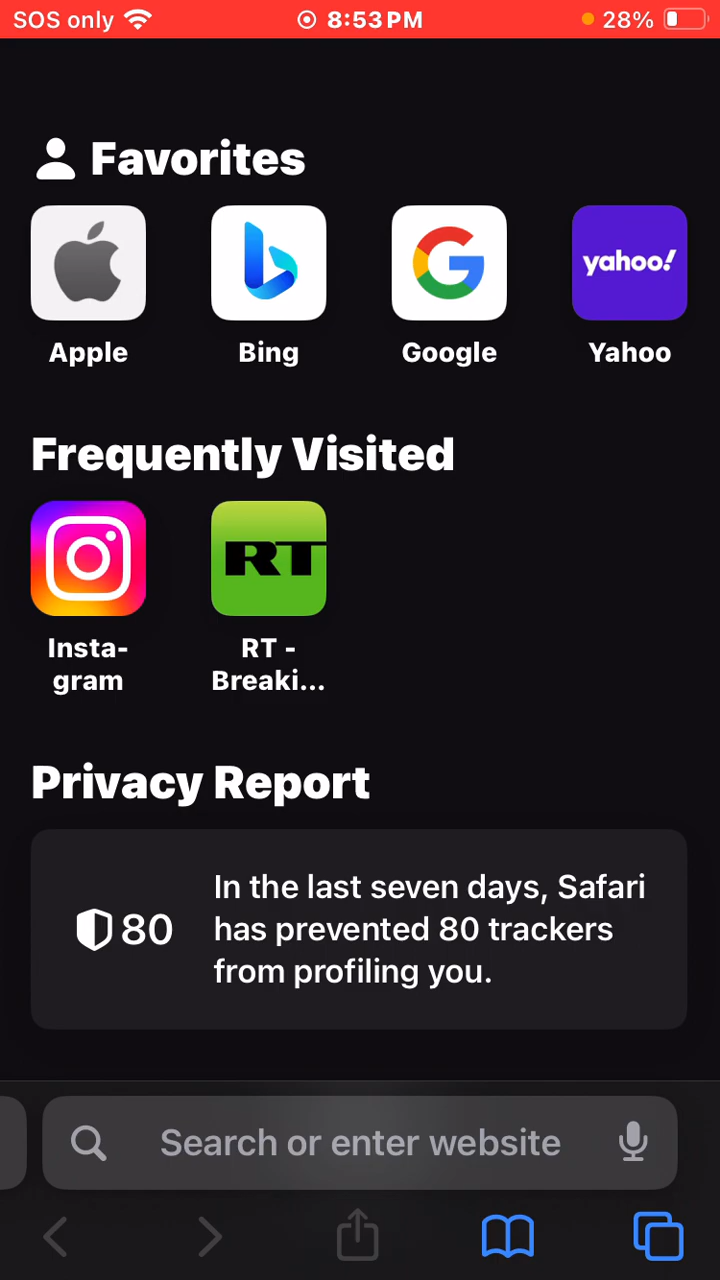 SOS only 8:53 PM 28%
Favorites
yahoo!
Apple Bing Google Yahoo
Frequently Visited
RT
Insta- RT -
gram Breaki...
Privacy Report
In the last seven days, Safari
80 has prevented 80 trackers
from profiling you.
Search or enter website